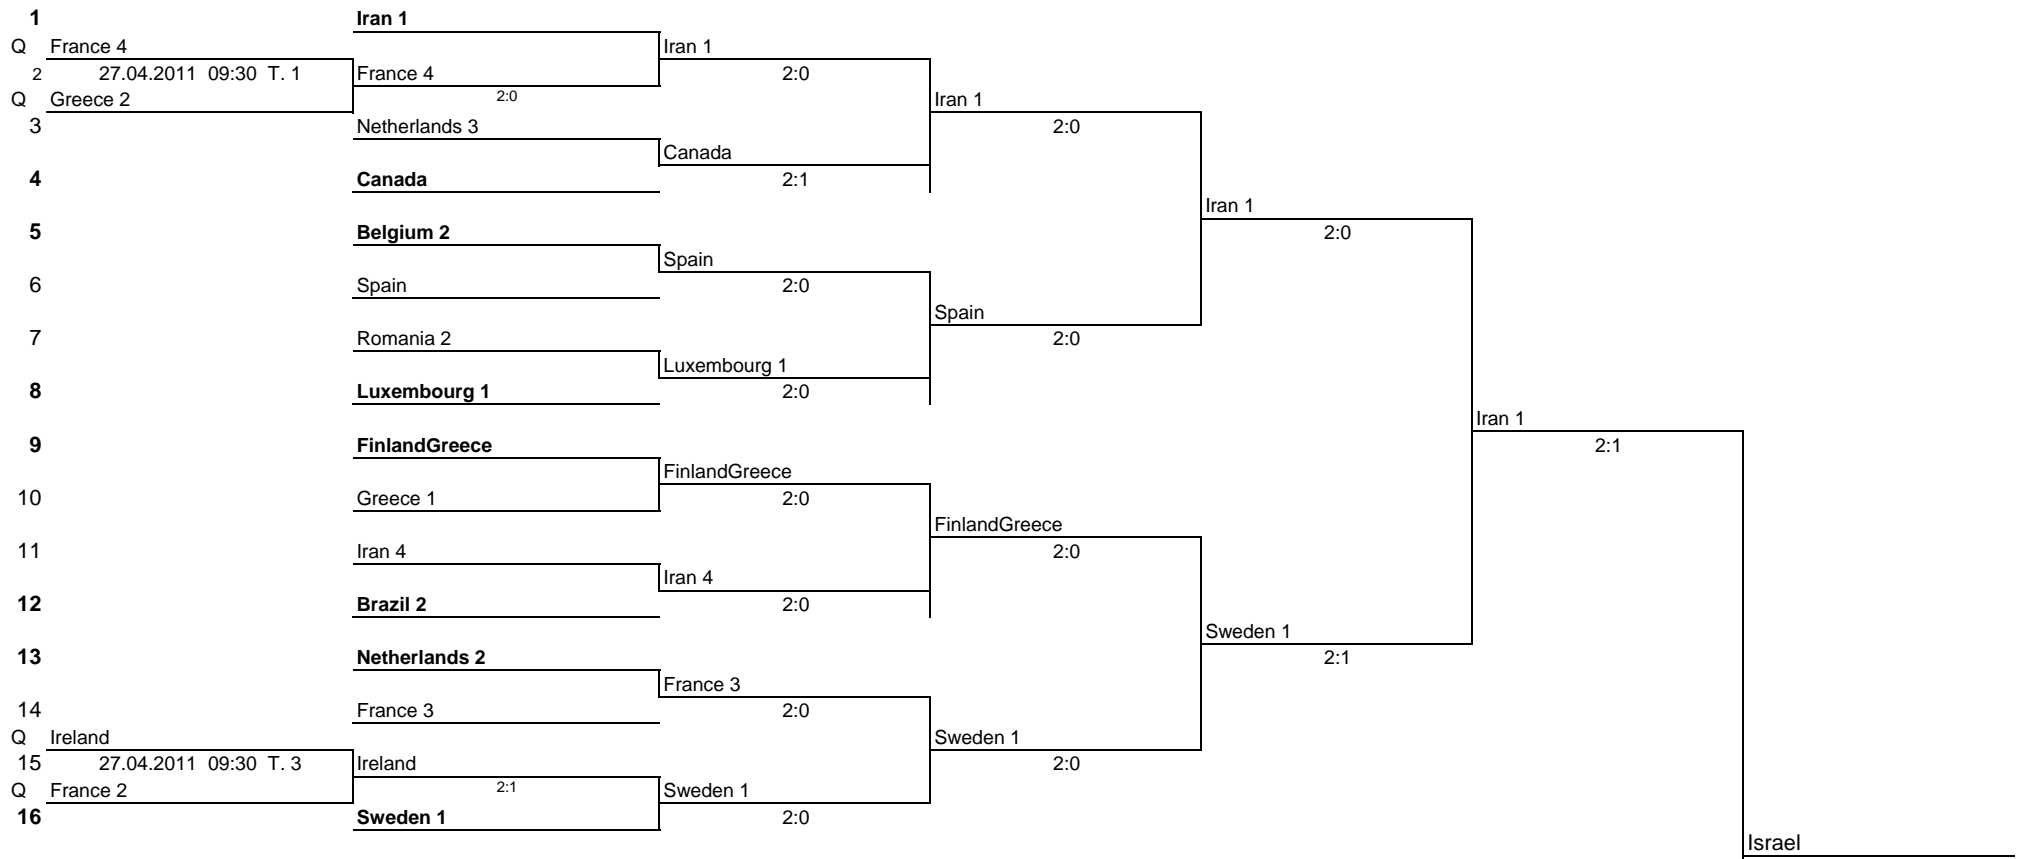 1 Iran 1
Q France 4 Iran 1
2 27.04.2011 09:30 T. 1 France 4 2:0
Q Greece 2 2:0 Iran 1
3 Netherlands 3 2:0
Canada
4 Canada 2:1
Iran 1
5 Belgium 2 2:0
Spain
6 Spain 2:0
Spain
7 Romania 2 2:0
Luxembourg 1
8 Luxembourg 1 2:0
Iran 1
9 FinlandGreece 2:1
FinlandGreece
10 Greece 1 2:0
FinlandGreece
11 Iran 4 2:0
Iran 4
12 Brazil 2 2:0
Sweden 1
13 Netherlands 2 2:1
France 3
14 France 3 2:0
Q Ireland Sweden 1
15 27.04.2011 09:30 T. 3 Ireland 2:0
Q France 2 2:1 Sweden 1
16 Sweden 1 2:0
Israel